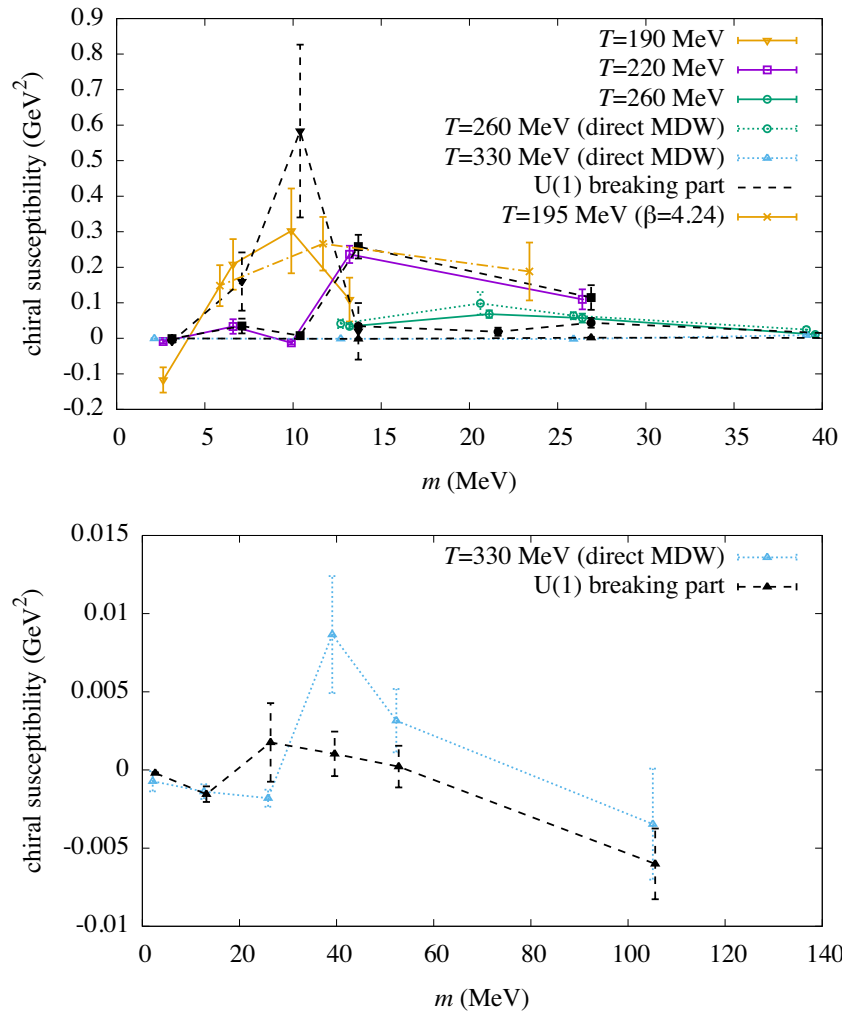 0.9
0.8
0.7
0.6
0.5
0.4
0.3
0.2
0.1
0
-0.1
-0.2
chiral susceptibility (GeV²)
T=190 MeV
T=220 MeV
T=260 MeV
T=260 MeV (direct MDW)
T=330 MeV (direct MDW)
U(1) breaking part
T=195 MeV (β=4.24)
0 5 10 15 20 25 30 35 40
m (MeV)
0.015
0.01
0.005
0
-0.005
-0.01
chiral susceptibility (GeV²)
T=330 MeV (direct MDW)
U(1) breaking part
0 20 40 60 80 100 120 140
m (MeV)